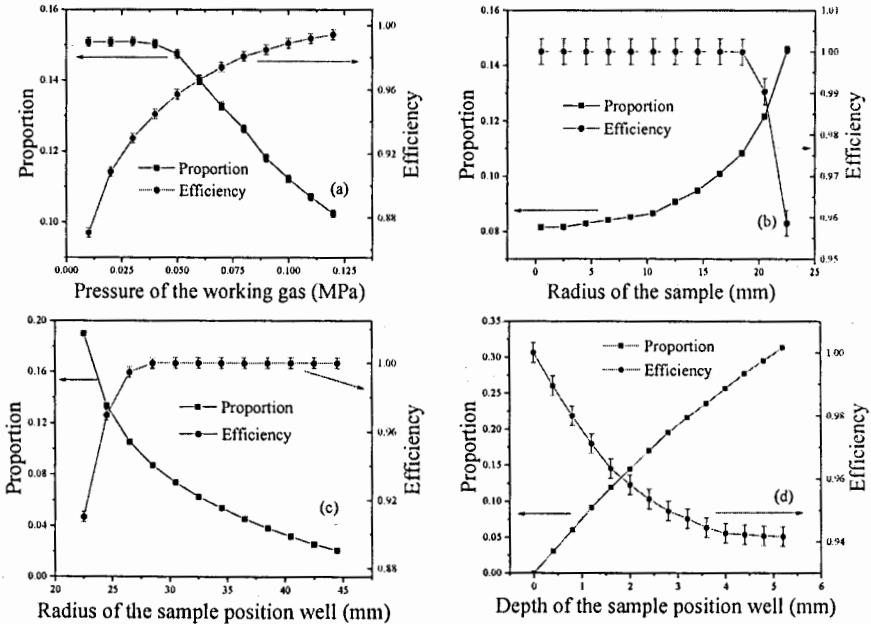 0.16
0.14
0.12
0.10
Proportion
1.00
0.96
0.92
0.88
Efficiency
Proportion
Efficiency
(a)
0.000 0.025 0.050 0.075 0.100 0.125
Pressure of the working gas (MPa)
0.16
0.14
0.12
0.10
0.08
Proportion
1.01
1.00
0.99
0.98
0.97
0.96
0.95
Efficiency
Proportion
Efficiency
(b)
0 5 10 15 20 25
Radius of the sample (mm)
0.20
0.16
0.12
0.08
0.04
0.00
Proportion
1.00
0.96
0.92
0.88
Efficiency
Proportion
Efficiency
(c)
20 25 30 35 40 45
Radius of the sample position well (mm)
0.35
0.30
0.25
0.20
0.15
0.10
0.05
0.00
Proportion
1.00
0.98
0.96
0.94
Efficiency
Proportion
Efficiency
(d)
0 1 2 3 4 5 6
Depth of the sample position well (mm)